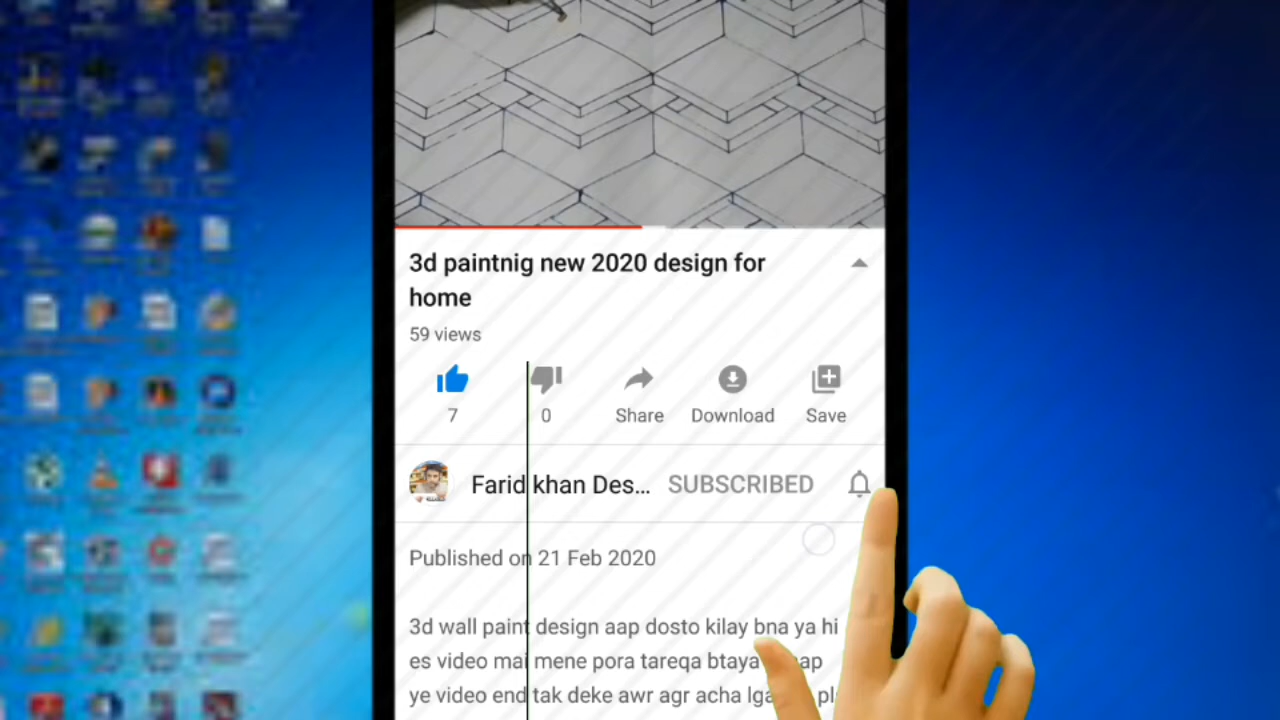 3d paintnig new 2020 design for
home
59 views
7 0 Share Download Save
Farid khan Des... SUBSCRIBED
Published on 21 Feb 2020
3d wall paint design aap dosto kilay bna ya hi
es video mai mene pora tareqa btaya ap
ye video end tak deke awr agr acha